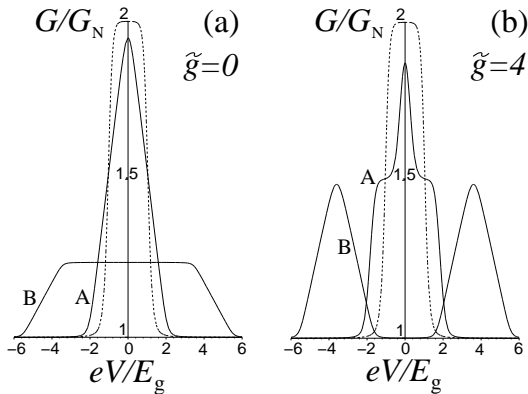 G/G_N 2 (a)
g̃=0
1.5
B A
1
−6 −4 −2 0 2 4 6
eV/E_g
G/G_N 2 (b)
g̃=4
A 1.5
B
1
−6 −4 −2 0 2 4 6
eV/E_g